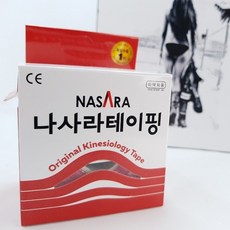 CE
NASARA
나사라테이핑
Original Kinesiology Tape